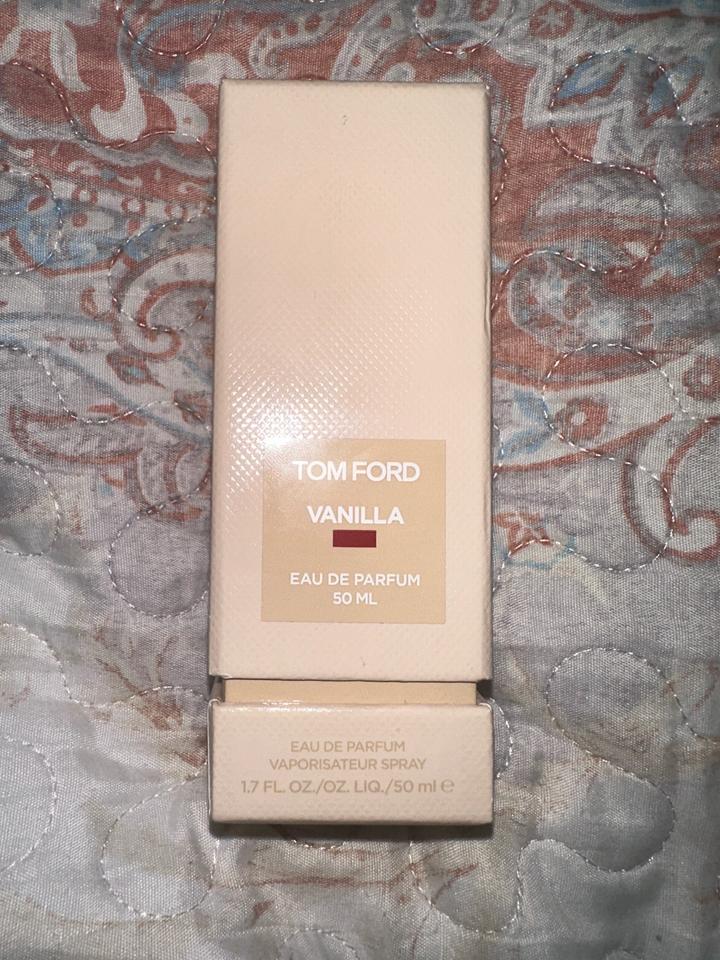 TOM FORD
VANILLA
EAU DE PARFUM
50 ML
EAU DE PARFUM
VAPORISATEUR SPRAY
1.7 FL. OZ./OZ. LIQ./50 ml ℮